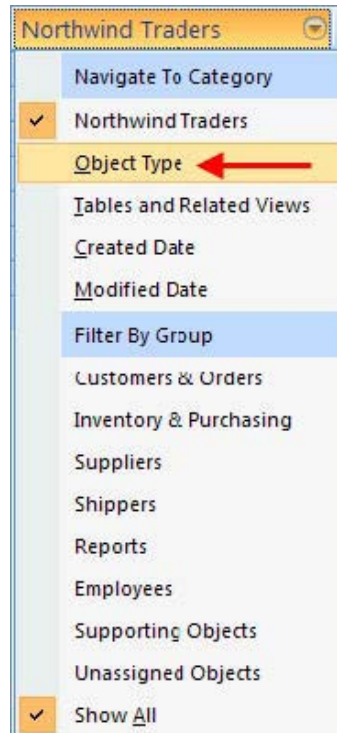 Northwind Traders
Navigate To Category
Northwind Traders
Object Type
Tables and Related Views
Created Date
Modified Date
Filter By Group
Customers & Orders
Inventory & Purchasing
Suppliers
Shippers
Reports
Employees
Supporting Objects
Unassigned Objects
Show All